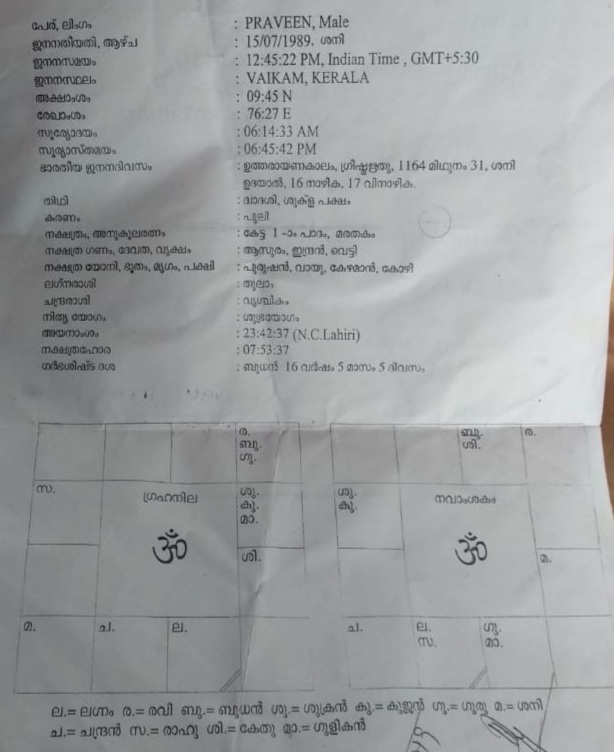 പേര്, ലിംഗം : PRAVEEN, Male
ജനനതീയതി, ആഴ്ച : 15/07/1989. ശനി
ജനനസമയം : 12:45:22 PM, Indian Time , GMT+5:30
ജനനസ്ഥലം : VAIKAM, KERALA
അക്ഷാംശം : 09:45 N
രേഖാംശം : 76:27 E
സൂര്യോദയം : 06:14:33 AM
സൂര്യാസ്തമയം : 06:45:42 PM
ഭാരതീയ ജനനദിവസം : ഉത്തരായണകാലം, ഗ്രീഷ്മഋതു, 1164 മിഥുനം 31, ശനി
ഉദയാൽ, 16 നാഴിക, 17 വിനാഴിക.
തിഥി : ദ്വാദശി, ശുക്ള പക്ഷം
കരണം : പുലി
നക്ഷത്രം, അനുകൂലരത്നം : കേട്ട 1 -ാം പാദം, മരതകം
നക്ഷത്ര ഗണം, ദേവത, വൃക്ഷം : ആസുരം, ഇന്ദ്രൻ, വെട്ടി
നക്ഷത്ര യോനി, ഭൂതം, മൃഗം, പക്ഷി : പുരുഷൻ, വായു, കേഴമാൻ, കോഴി
ലഗ്നരാശി : തുലാം
ചന്ദ്രരാശി : വൃശ്ചികം
നിത്യ യോഗം : ശുഭ്രയോഗം
അയനാംശം : 23:42:37 (N.C.Lahiri)
നക്ഷത്രഹോര : 07:53:37
ഗർഭശിഷ്ട ദശ : ബുധൻ 16 വർഷം 5 മാസം 5 ദിവസം,
ര.
ബു.
ഗു.
സ.
ഗ്രഹനില
ശു.
കു.
മാ.
ॐ
ശി.
മ.
ച.
ല.
ബു.
ശി.
ര.
ശു.
കു.
നവാംശകം
ॐ
മ.
ച.
ല.
സ.
ഗു.
മാ.
ല.= ലഗ്നം ര.= രവി ബു.= ബുധൻ ശു.= ശുക്രൻ കു.= കുജൻ ഗു.= ഗുരു മ.= ശനി
ച.= ചന്ദ്രൻ സ.= രാഹു ശി.= കേതു മാ.= ഗുളികൻ